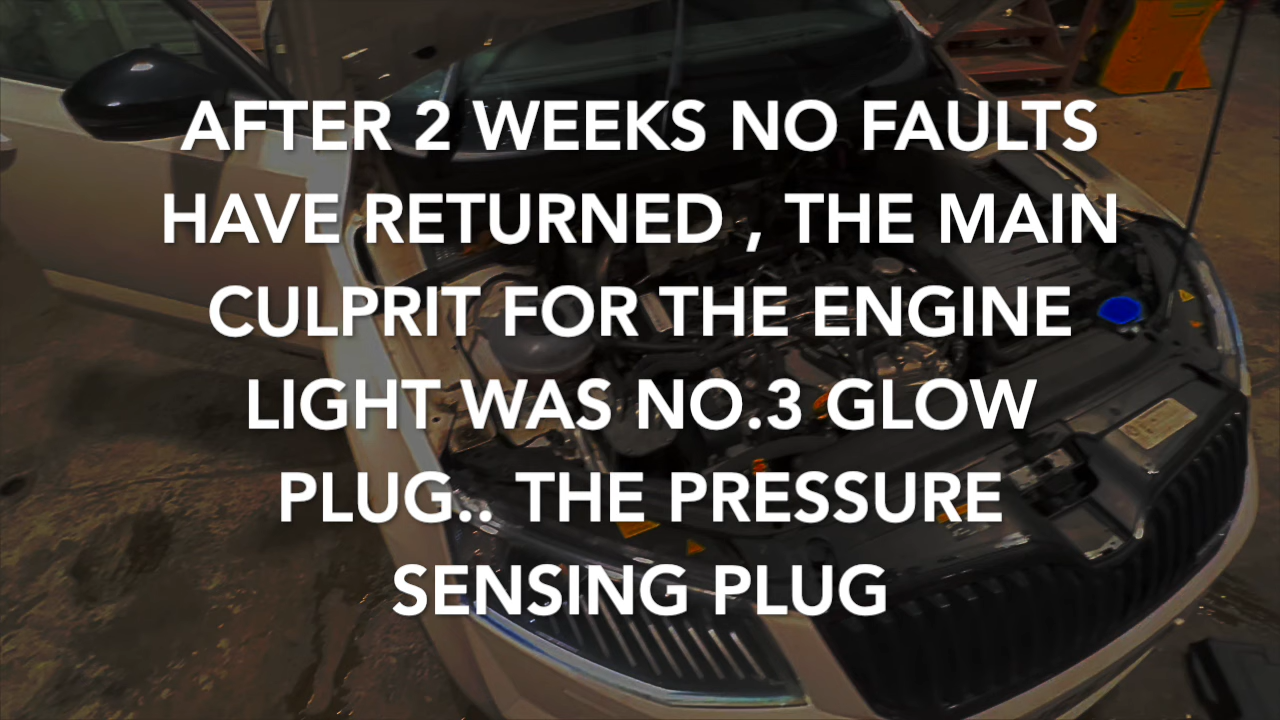 AFTER 2 WEEKS NO FAULTS
HAVE RETURNED , THE MAIN
CULPRIT FOR THE ENGINE
LIGHT WAS NO.3 GLOW
PLUG.. THE PRESSURE
SENSING PLUG